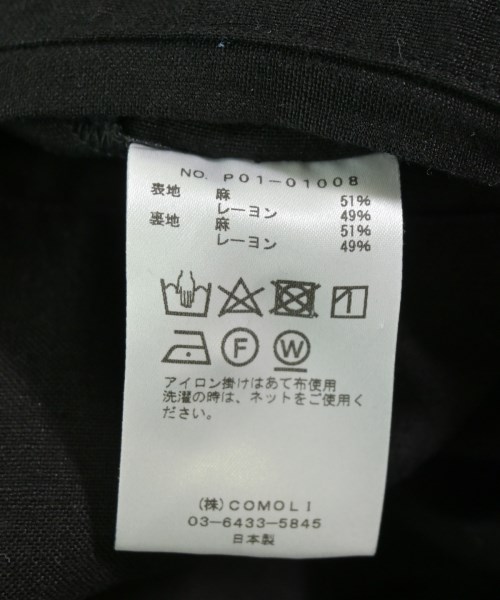 NO. P01-01008
表地 麻 51%
レーヨン 49%
裏地 麻 51%
レーヨン 49%
F W
アイロン掛けはあて布使用
洗濯の時は、ネットをご使用く
ださい。
(株)COMOLI
03-6433-5845
日本製